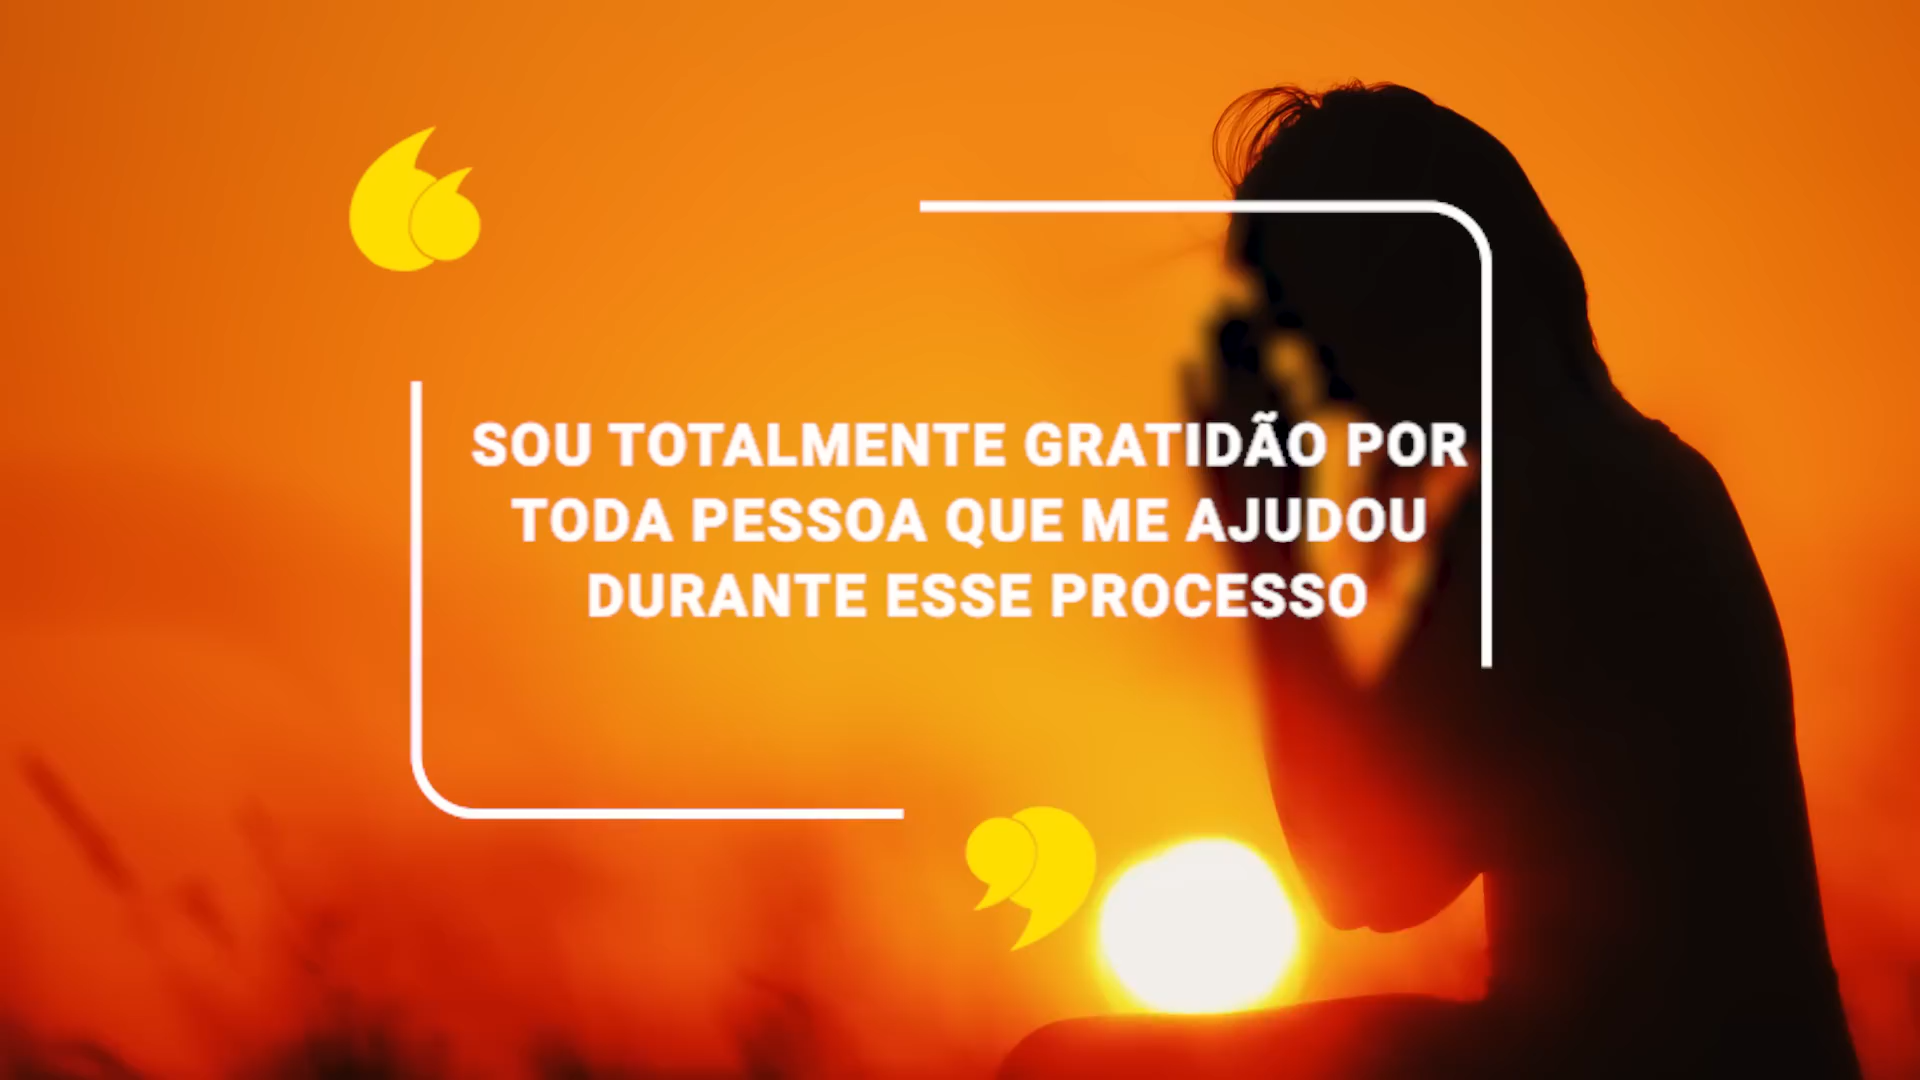 SOU TOTALMENTE GRATIDÃO POR
TODA PESSOA QUE ME AJUDOU
DURANTE ESSE PROCESSO